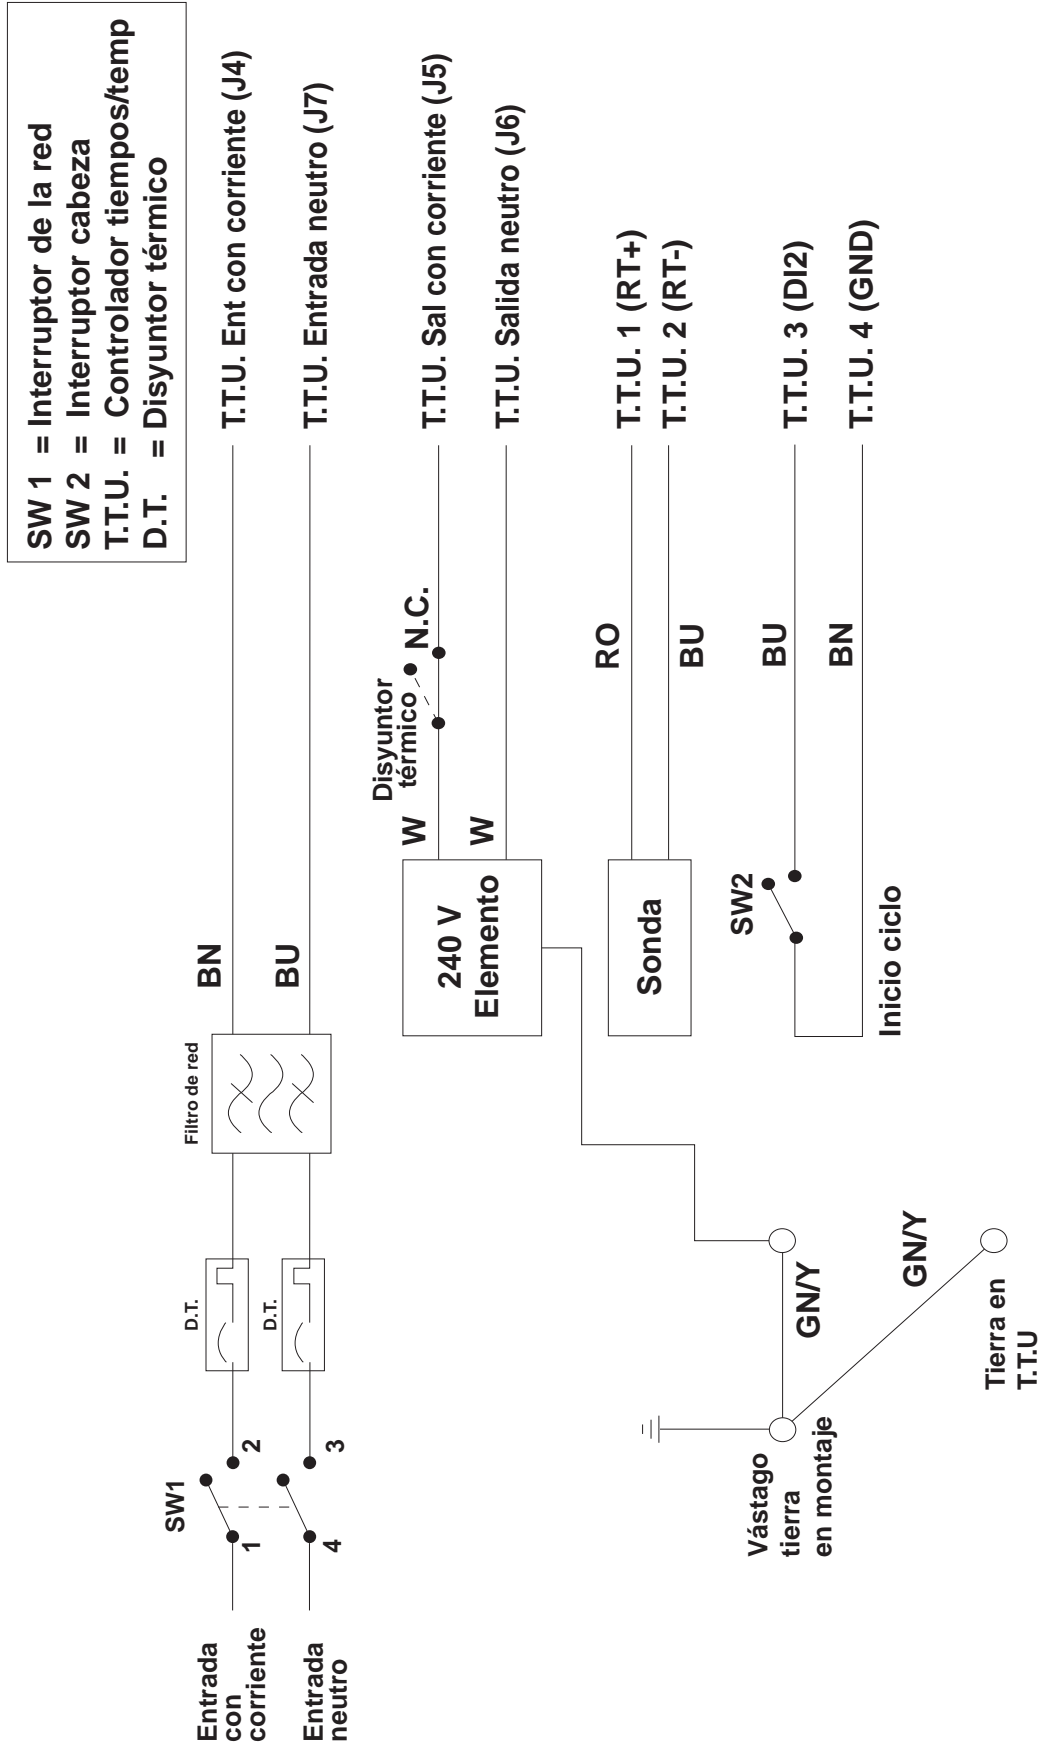 SW 1 = Interruptor de la red
SW 2 = Interruptor cabeza
T.T.U. = Controlador tiempos/temp
D.T. = Disyuntor térmico
Entrada
con
corriente
Entrada
neutro
SW1
1
2
4
3
D.T.
D.T.
Filtro de red
BN
BU
T.T.U. Ent con corriente (J4)
T.T.U. Entrada neutro (J7)
240 V
Elemento
W
W
Disyuntor
térmico
N.C.
T.T.U. Sal con corriente (J5)
T.T.U. Salida neutro (J6)
Sonda
RO
BU
T.T.U. 1 (RT+)
T.T.U. 2 (RT-)
SW2
BU
BN
T.T.U. 3 (DI2)
T.T.U. 4 (GND)
Inicio ciclo
Vástago
tierra
en montaje
GN/Y
GN/Y
Tierra en
T.T.U